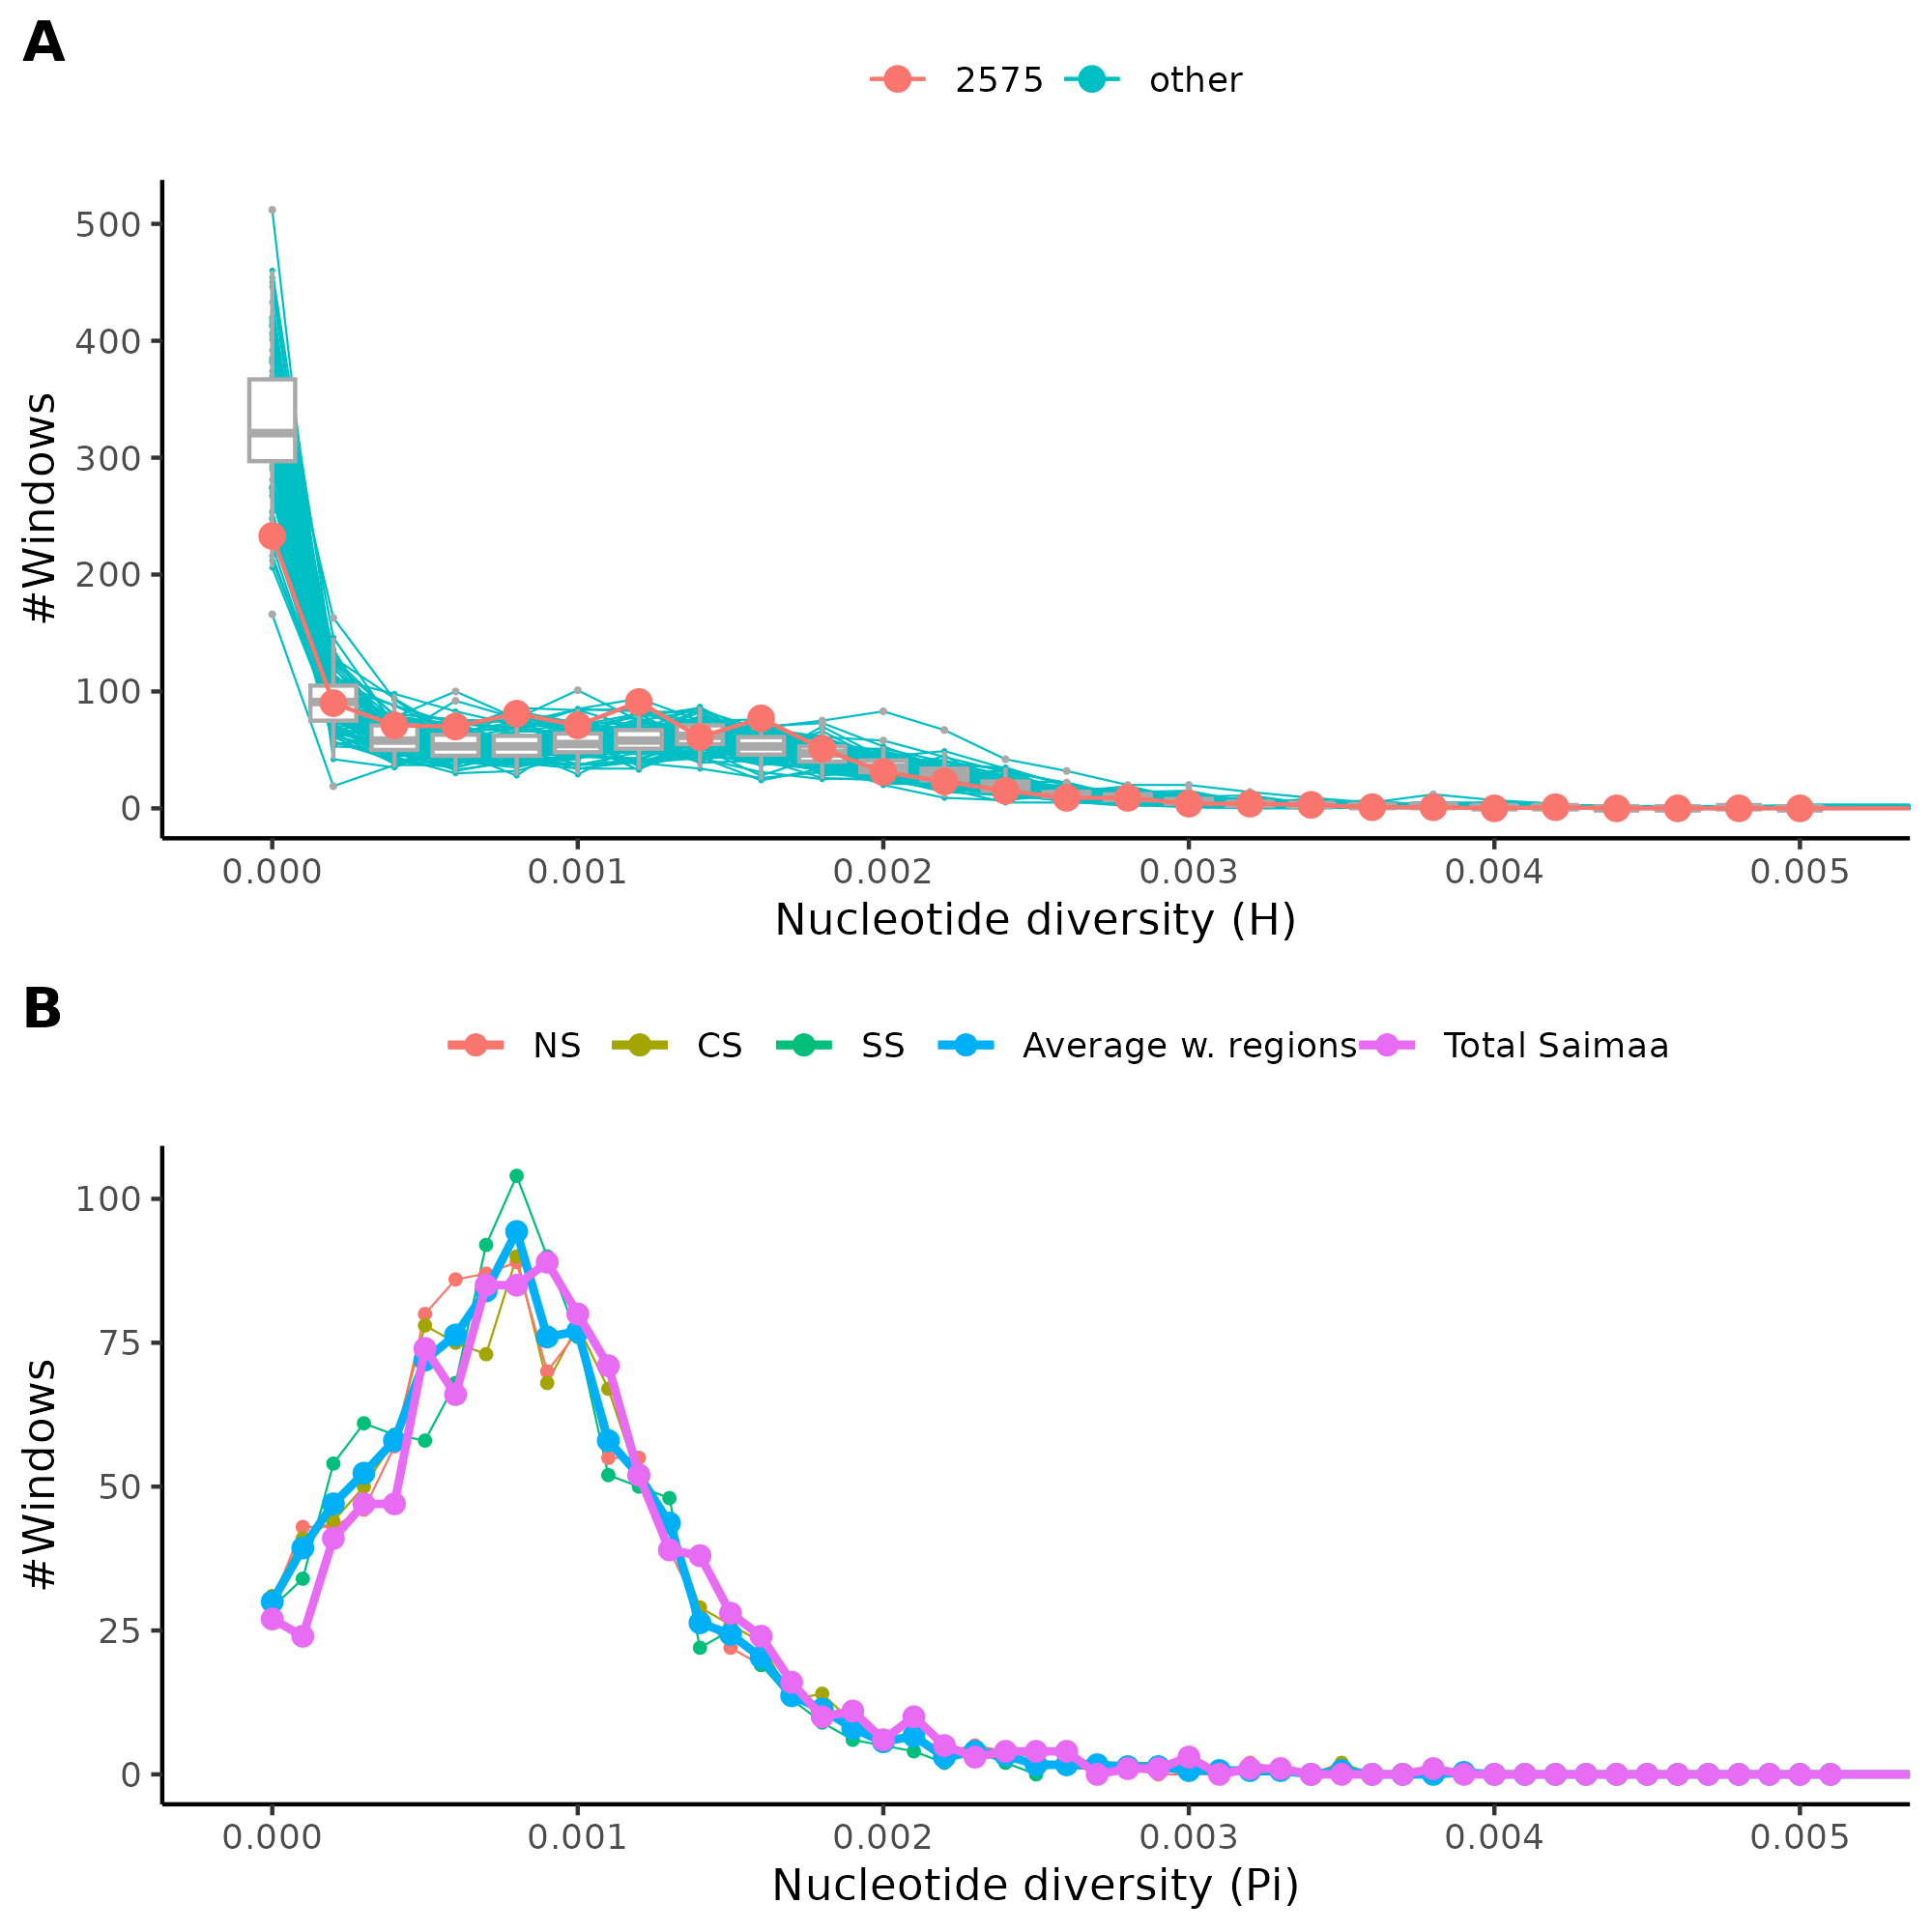 A
2575 other
500
400
300
200
100
0
#Windows
0.000 0.001 0.002 0.003 0.004 0.005
Nucleotide diversity (H)
B
NS CS SS Average w. regions Total Saimaa
100
75
50
25
0
#Windows
0.000 0.001 0.002 0.003 0.004 0.005
Nucleotide diversity (Pi)